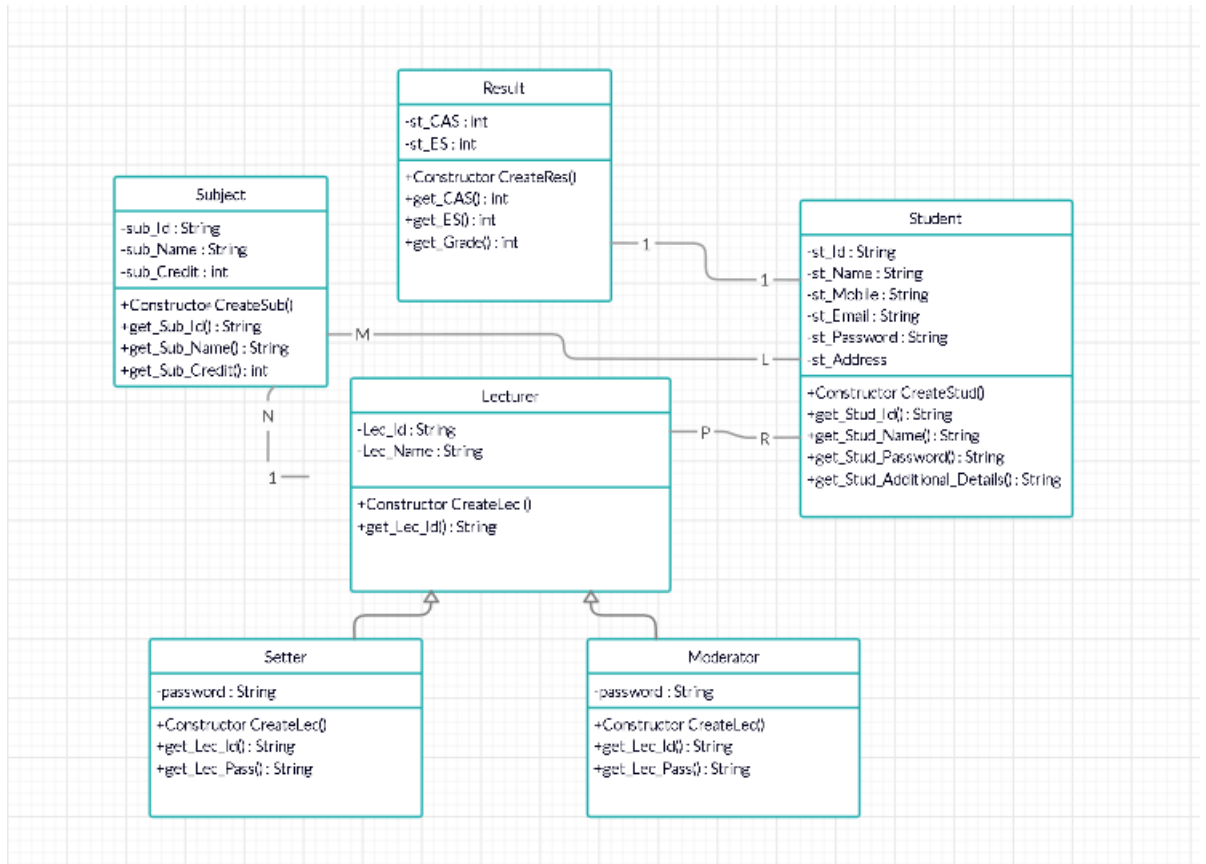 Result
-st_CAS : int
-st_ES : int
+Constructor CreateRes()
+get_CAS() : int
+get_ES() : int
+get_Grade() : int
Subject
-sub_Id : String
-sub_Name : String
-sub_Credit : int
+Constructor CreateSub()
+get_Sub_Id() : String
+get_Sub_Name() : String
+get_Sub_Credit() : int
Student
-st_Id : String
-st_Name : String
-st_Mobile : String
-st_Email : String
-st_Password : String
-st_Address
+Constructor CreateStud()
+get_Stud_Id() : String
+get_Stud_Name() : String
+get_Stud_Password() : String
+get_Stud_Additional_Details() : String
1
1
M
L
N
1
P
R
Lecturer
-Lec_Id : String
-Lec_Name : String
+Constructor CreateLec ()
+get_Lec_Id() : String
Setter
-password : String
+Constructor CreateLec()
+get_Lec_Id() : String
+get_Lec_Pass() : String
Moderator
-password : String
+Constructor CreateLec()
+get_Lec_Id() : String
+get_Lec_Pass() : String